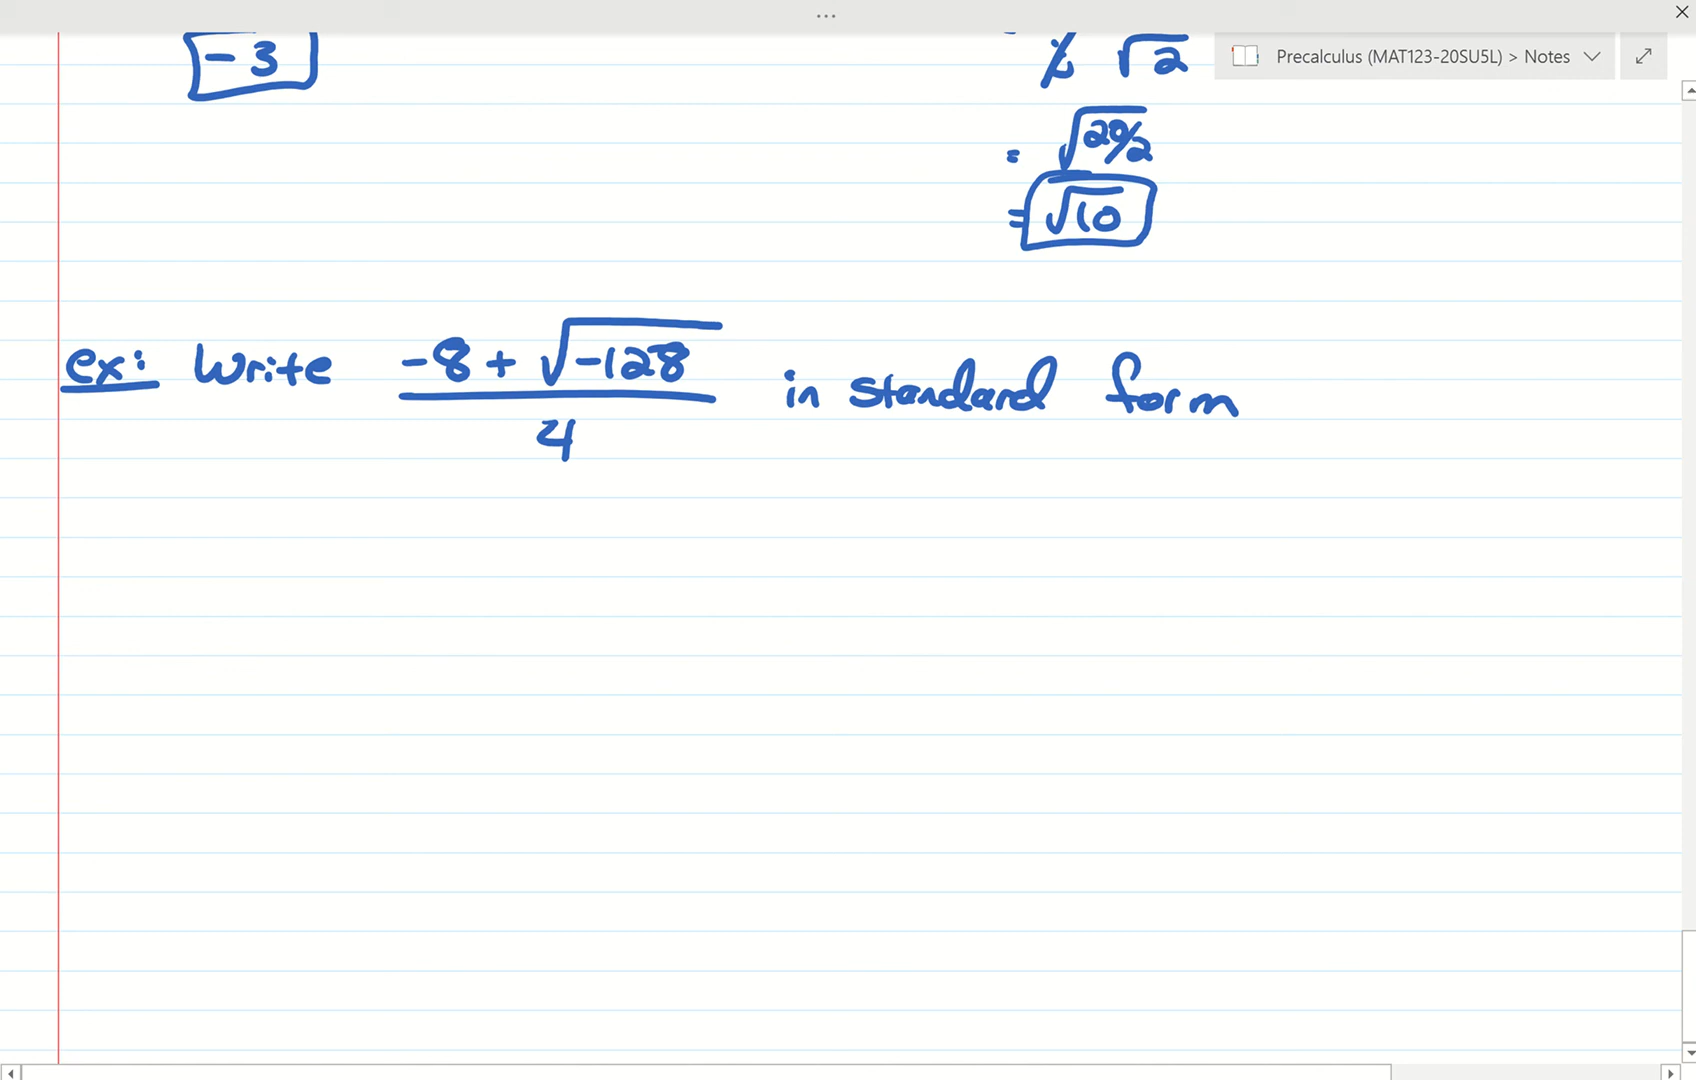 ...
Precalculus (MAT123-20SU5L) > Notes
-3
i √2
= √20/2
= √10
ex: Write (-8 + √-128)/4 in standard form